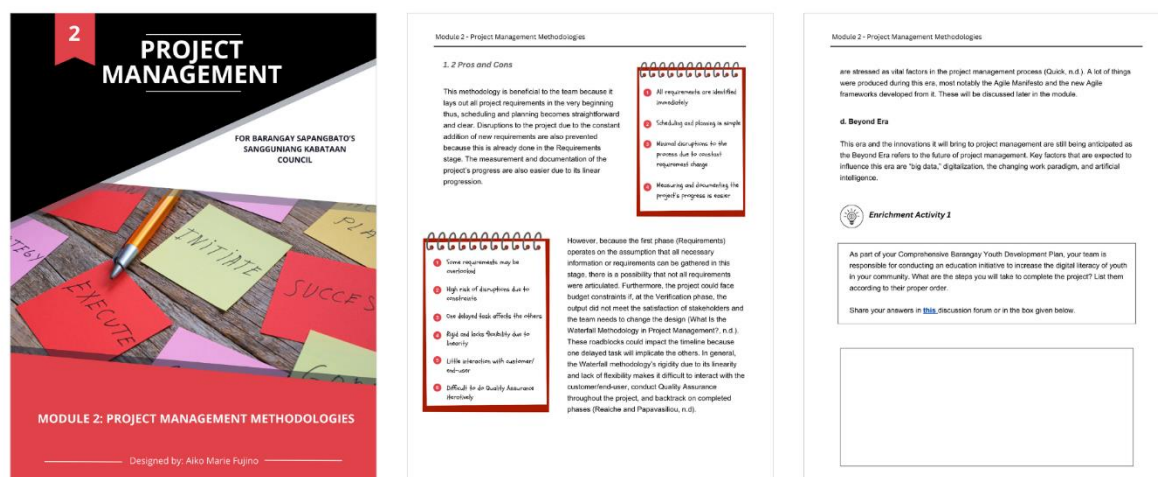 2
PROJECT
MANAGEMENT
FOR BARANGAY SAPANGBATO'S
SANGGUNIANG KABATAAN
COUNCIL
PLA
TEGY
INITIATE
EXECUTE
SUCCES
MODULE 2: PROJECT MANAGEMENT METHODOLOGIES
Designed by: Aiko Marie Fujino
Module 2 - Project Management Methodologies
1. 2 Pros and Cons
This methodology is beneficial to the team because it
lays out all project requirements in the very beginning
thus, scheduling and planning becomes straightforward
and clear. Disruptions to the project due to the constant
addition of new requirements are also prevented
because this is already done in the Requirements
stage. The measurement and documentation of the
project's progress are also easier due to its linear
progression.
1 All requirements are identified
immediately
2 Scheduling and planning is simple
3 Minimal disruptions to the
process due to constant
requirement change
4 Measuring and documenting the
project's progress is easier
1 Some requirements may be
overlooked
2 High risk of disruptions due to
constraints
3 One delayed task affects the others
4 Rigid and lacks flexibility due to
linearity
5 Little interaction with customer/
end-user
6 Difficult to do Quality Assurance
iteratively
However, because the first phase (Requirements)
operates on the assumption that all necessary
information or requirements can be gathered in this
stage, there is a possibility that not all requirements
were articulated. Furthermore, the project could face
budget constraints if, at the Verification phase, the
output did not meet the satisfaction of stakeholders and
the team needs to change the design (What Is the
Waterfall Methodology in Project Management?, n.d.).
These roadblocks could impact the timeline because
one delayed task will implicate the others. In general,
the Waterfall methodology's rigidity due to its linearity
and lack of flexibility makes it difficult to interact with the
customer/end-user, conduct Quality Assurance
throughout the project, and backtrack on completed
phases (Reaiche and Papavasiliou, n.d).
Module 2 - Project Management Methodologies
are stressed as vital factors in the project management process (Quick, n.d.). A lot of things
were produced during this era, most notably the Agile Manifesto and the new Agile
frameworks developed from it. These will be discussed later in the module.
d. Beyond Era
This era and the innovations it will bring to project management are still being anticipated as
the Beyond Era refers to the future of project management. Key factors that are expected to
influence this era are "big data," digitalization, the changing work paradigm, and artificial
intelligence.
Enrichment Activity 1
As part of your Comprehensive Barangay Youth Development Plan, your team is
responsible for conducting an education initiative to increase the digital literacy of youth
in your community. What are the steps you will take to complete the project? List them
according to their proper order.
Share your answers in this discussion forum or in the box given below.